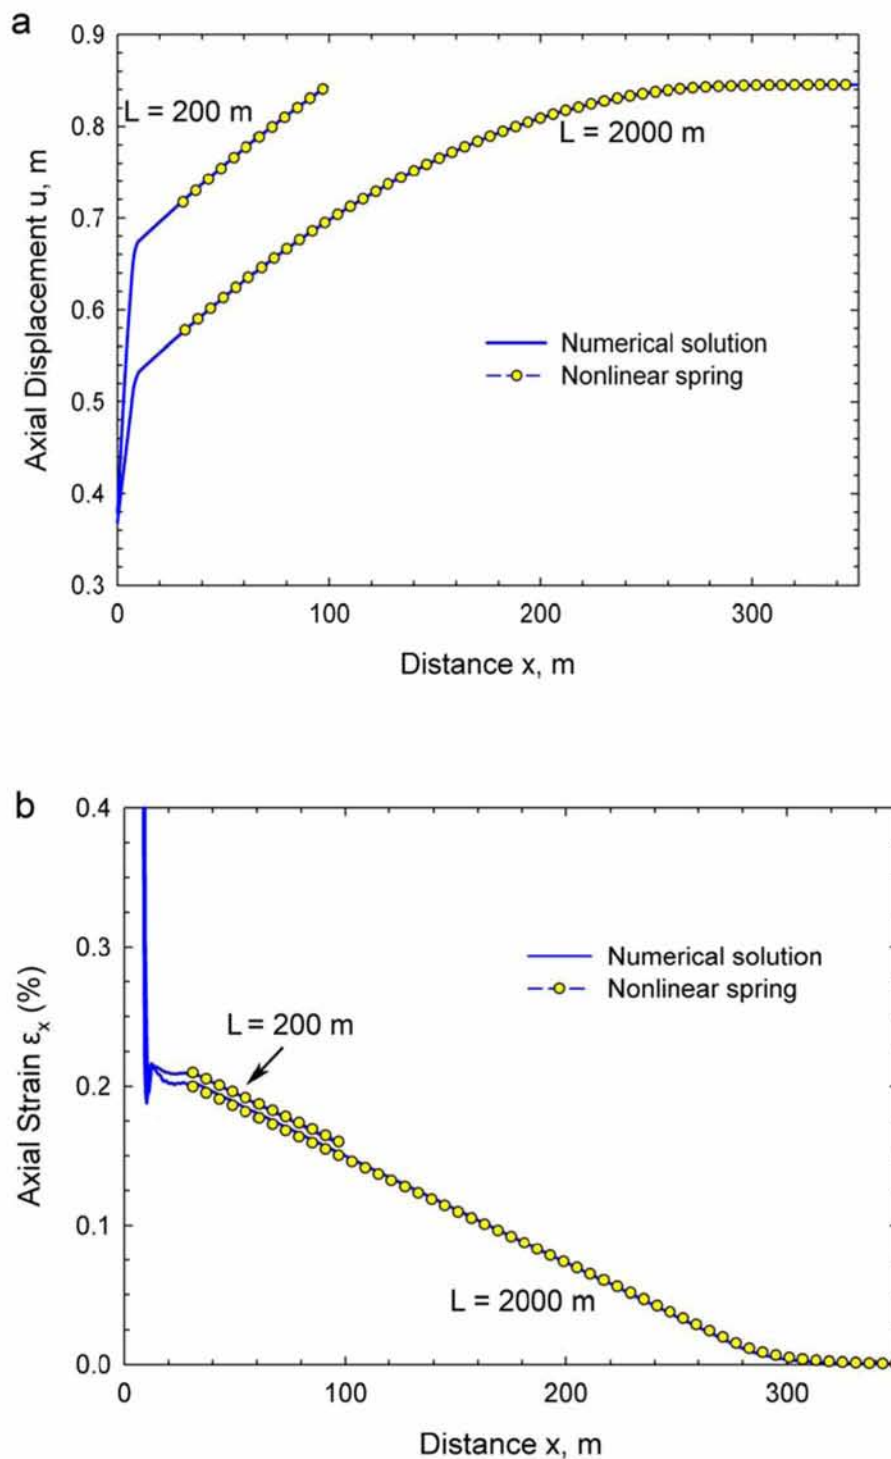 a
0.9
L = 200 m
0.8
L = 2000 m
0.7
0.6
Numerical solution
Nonlinear spring
0.5
0.4
0.3
Axial Displacement u, m
0 100 200 300
Distance x, m
b
0.4
0.3
Numerical solution
Nonlinear spring
L = 200 m
0.2
0.1
L = 2000 m
0.0
Axial Strain εₓ (%)
0 100 200 300
Distance x, m